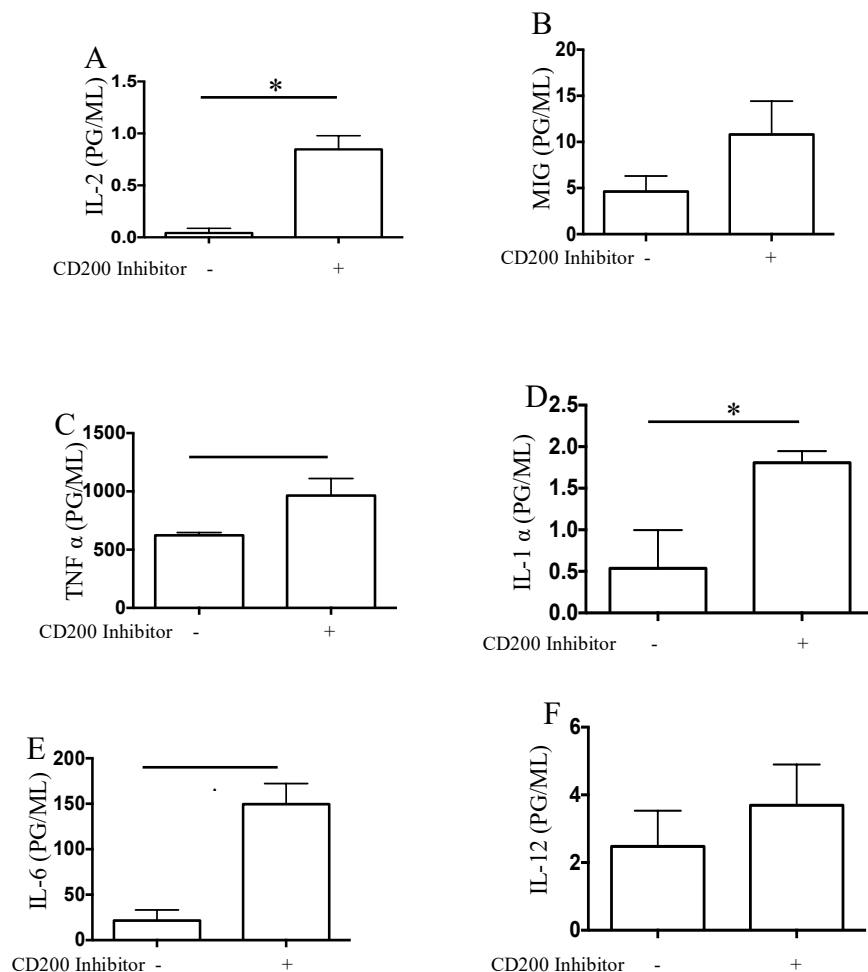 A
*
1.5
1.0
0.5
0.0
IL-2 (PG/ML)
CD200 Inhibitor - +
B
20
15
10
5
0
MIG (PG/ML)
CD200 Inhibitor - +
C
1500
1000
500
0
TNF α (PG/ML)
CD200 Inhibitor - +
D
*
2.5
2.0
1.5
1.0
0.5
0.0
IL-1 α (PG/ML)
CD200 Inhibitor - +
E
200
150
100
50
0
IL-6 (PG/ML)
CD200 Inhibitor - +
F
6
4
2
0
IL-12 (PG/ML)
CD200 Inhibitor - +